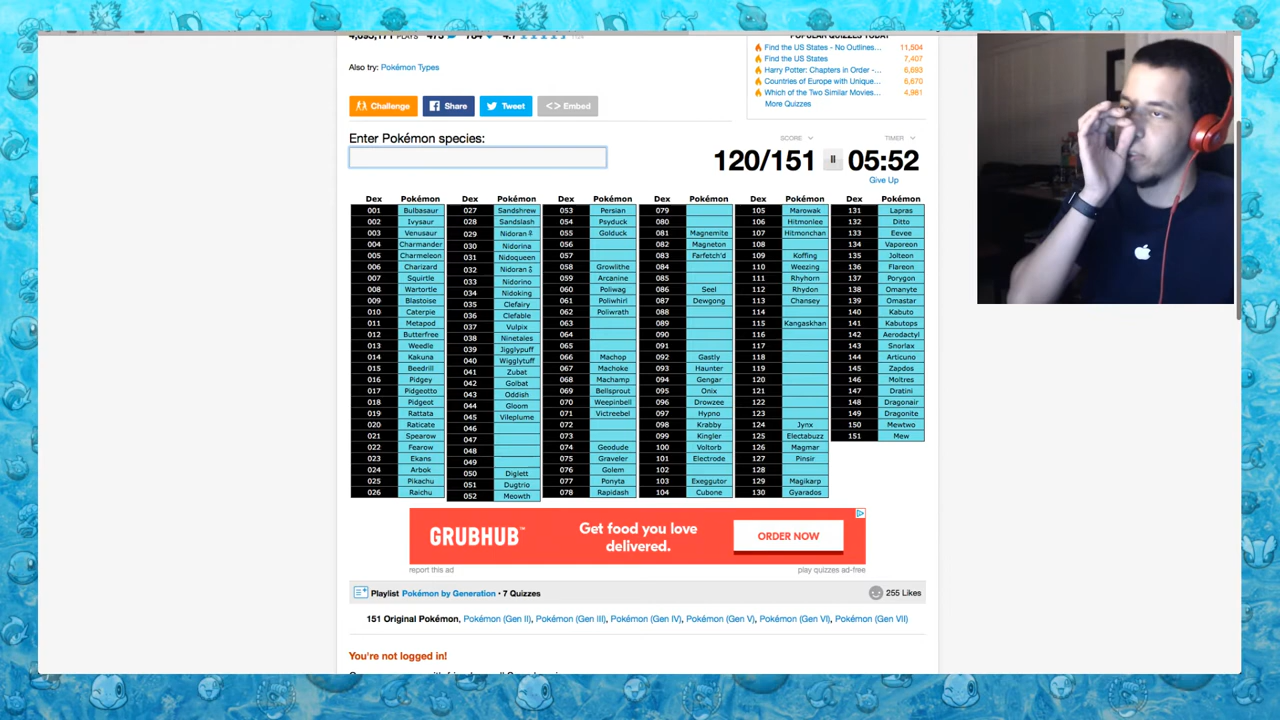 POPULAR QUIZZES TODAY
Find the US States - No Outlines... 11,504
Find the US States 7,407
Harry Potter: Chapters in Order -... 6,693
Countries of Europe with Unique... 6,670
Which of the Two Similar Movies... 4,981
More Quizzes
Also try: Pokémon Types
Challenge Share Tweet <> Embed
Enter Pokémon species:
SCORE TIMER
120/151 05:52
Give Up
Dex Pokémon Dex Pokémon Dex Pokémon Dex Pokémon Dex Pokémon Dex Pokémon
001 Bulbasaur 027 Sandshrew 053 Persian 079 105 Marowak 131 Lapras
002 Ivysaur 028 Sandslash 054 Psyduck 080 106 Hitmonlee 132 Ditto
003 Venusaur 029 Nidoran♀ 055 Golduck 081 Magnemite 107 Hitmonchan 133 Eevee
004 Charmander 030 Nidorina 056 082 Magneton 108 134 Vaporeon
005 Charmeleon 031 Nidoqueen 057 083 Farfetch'd 109 Koffing 135 Jolteon
006 Charizard 032 Nidoran♂ 058 Growlithe 084 110 Weezing 136 Flareon
007 Squirtle 033 Nidorino 059 Arcanine 085 111 Rhyhorn 137 Porygon
008 Wartortle 034 Nidoking 060 Poliwag 086 Seel 112 Rhydon 138 Omanyte
009 Blastoise 035 Clefairy 061 Poliwhirl 087 Dewgong 113 Chansey 139 Omastar
010 Caterpie 036 Clefable 062 Poliwrath 088 114 140 Kabuto
011 Metapod 037 Vulpix 063 089 115 Kangaskhan 141 Kabutops
012 Butterfree 038 Ninetales 064 090 116 142 Aerodactyl
013 Weedle 039 Jigglypuff 065 091 117 143 Snorlax
014 Kakuna 040 Wigglytuff 066 Machop 092 Gastly 118 144 Articuno
015 Beedrill 041 Zubat 067 Machoke 093 Haunter 119 145 Zapdos
016 Pidgey 042 Golbat 068 Machamp 094 Gengar 120 146 Moltres
017 Pidgeotto 043 Oddish 069 Bellsprout 095 Onix 121 147 Dratini
018 Pidgeot 044 Gloom 070 Weepinbell 096 Drowzee 122 148 Dragonair
019 Rattata 045 Vileplume 071 Victreebel 097 Hypno 123 149 Dragonite
020 Raticate 046 072 098 Krabby 124 Jynx 150 Mewtwo
021 Spearow 047 073 099 Kingler 125 Electabuzz 151 Mew
022 Fearow 048 074 Geodude 100 Voltorb 126 Magmar
023 Ekans 049 075 Graveler 101 Electrode 127 Pinsir
024 Arbok 050 Diglett 076 Golem 102 128
025 Pikachu 051 Dugtrio 077 Ponyta 103 Exeggutor 129 Magikarp
026 Raichu 052 Meowth 078 Rapidash 104 Cubone 130 Gyarados
GRUBHUB™ Get food you love delivered. ORDER NOW
report this ad play quizzes ad-free
Playlist Pokémon by Generation • 7 Quizzes 255 Likes
151 Original Pokémon, Pokémon (Gen II), Pokémon (Gen III), Pokémon (Gen IV), Pokémon (Gen V), Pokémon (Gen VI), Pokémon (Gen VII)
You're not logged in!